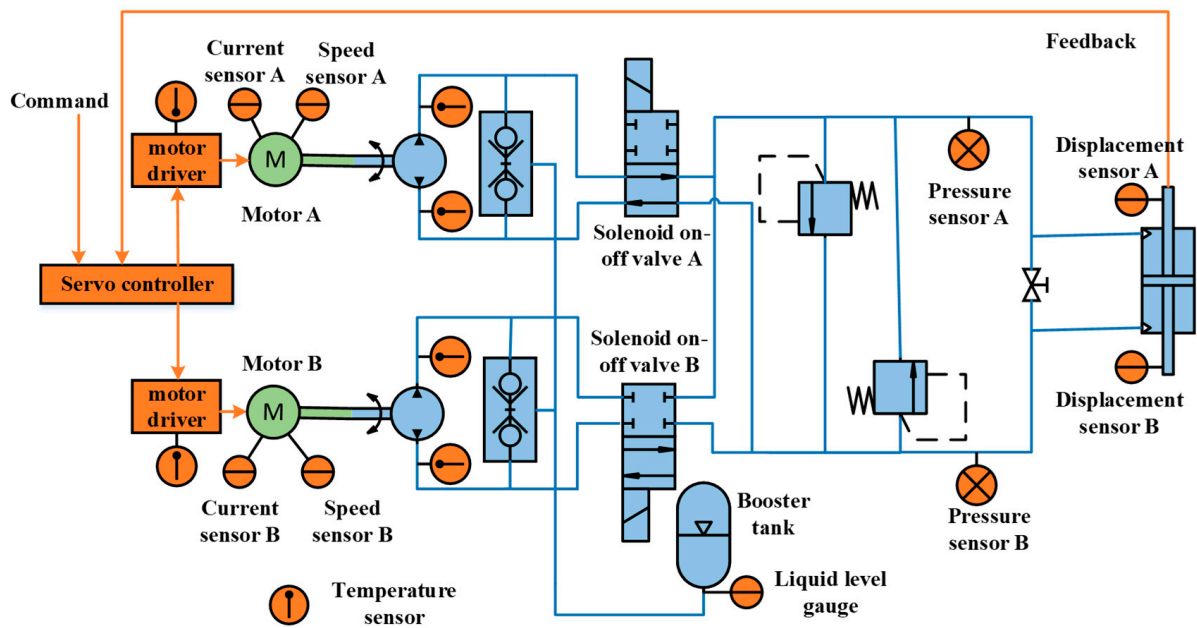 Command
Current
sensor A
Speed
sensor A
Feedback
motor
driver
M
Motor A
Solenoid on-
off valve A
Pressure
sensor A
Displacement
sensor A
Servo controller
Motor B
Solenoid on-
off valve B
motor
driver
M
Displacement
sensor B
Current
sensor B
Speed
sensor B
Booster
tank
Pressure
sensor B
Liquid level
gauge
Temperature
sensor